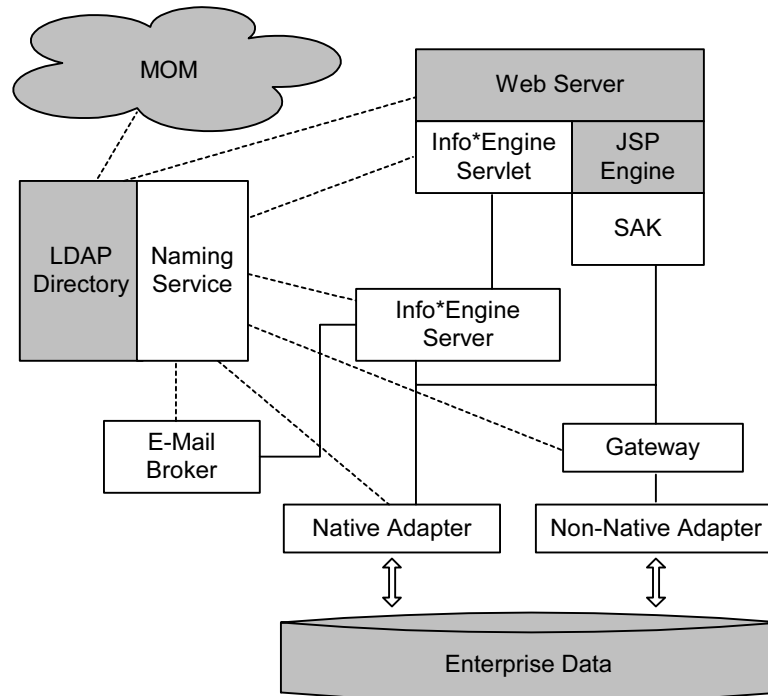 MOM
Web Server
Info*Engine
Servlet
JSP
Engine
SAK
LDAP
Directory
Naming
Service
Info*Engine
Server
E-Mail
Broker
Gateway
Native Adapter
Non-Native Adapter
Enterprise Data